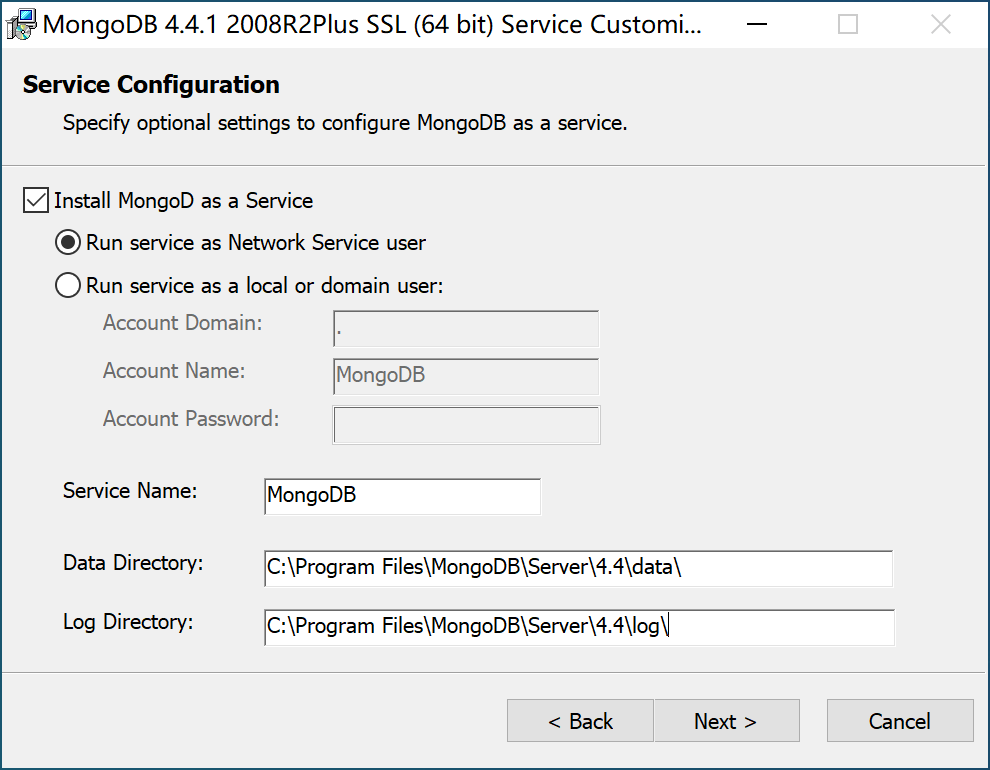 MongoDB 4.4.1 2008R2Plus SSL (64 bit) Service Customi...
Service Configuration
Specify optional settings to configure MongoDB as a service.
Install MongoD as a Service
Run service as Network Service user
Run service as a local or domain user:
Account Domain: .
Account Name: MongoDB
Account Password:
Service Name: MongoDB
Data Directory: C:\Program Files\MongoDB\Server\4.4\data\
Log Directory: C:\Program Files\MongoDB\Server\4.4\log\
< Back Next > Cancel